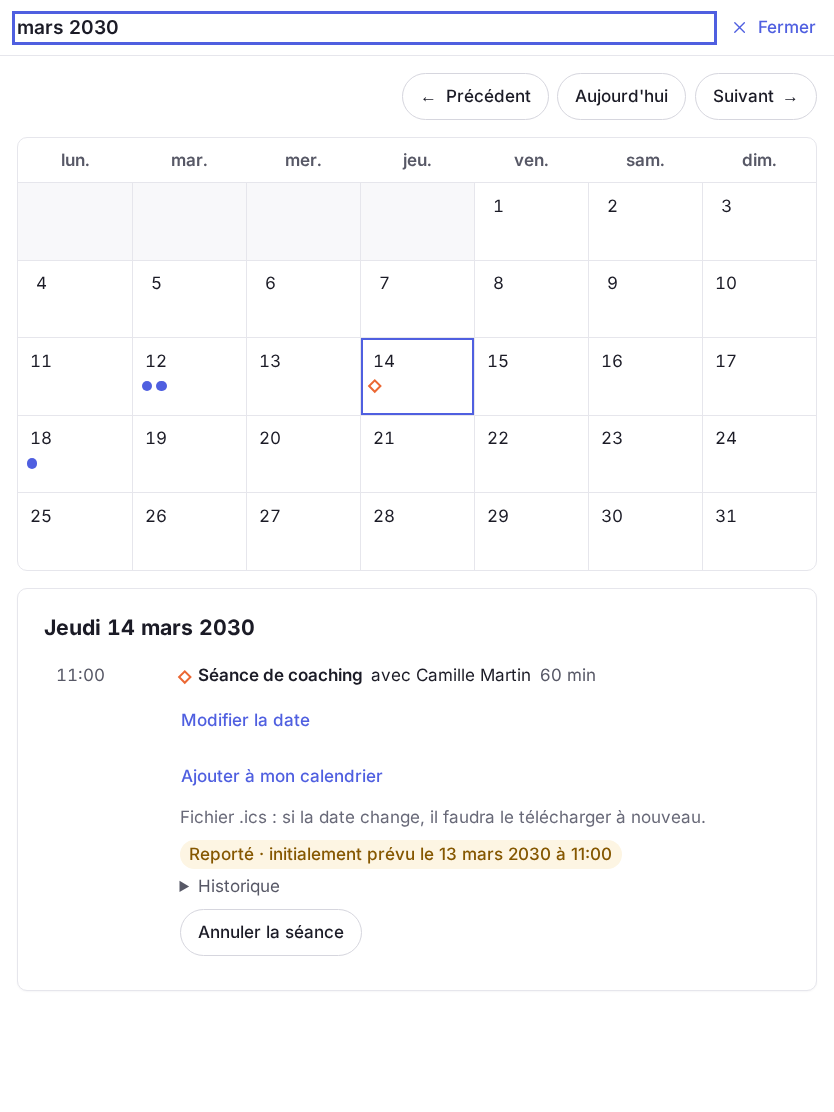 mars 2030
Fermer
← Précédent Aujourd'hui Suivant →
lun. mar. mer. jeu. ven. sam. dim.
1 2 3
4 5 6 7 8 9 10
11 12 13 14 15 16 17
18 19 20 21 22 23 24
25 26 27 28 29 30 31
Jeudi 14 mars 2030
11:00 Séance de coaching avec Camille Martin 60 min
Modifier la date
Ajouter à mon calendrier
Fichier .ics : si la date change, il faudra le télécharger à nouveau.
Reporté · initialement prévu le 13 mars 2030 à 11:00
Historique
Annuler la séance